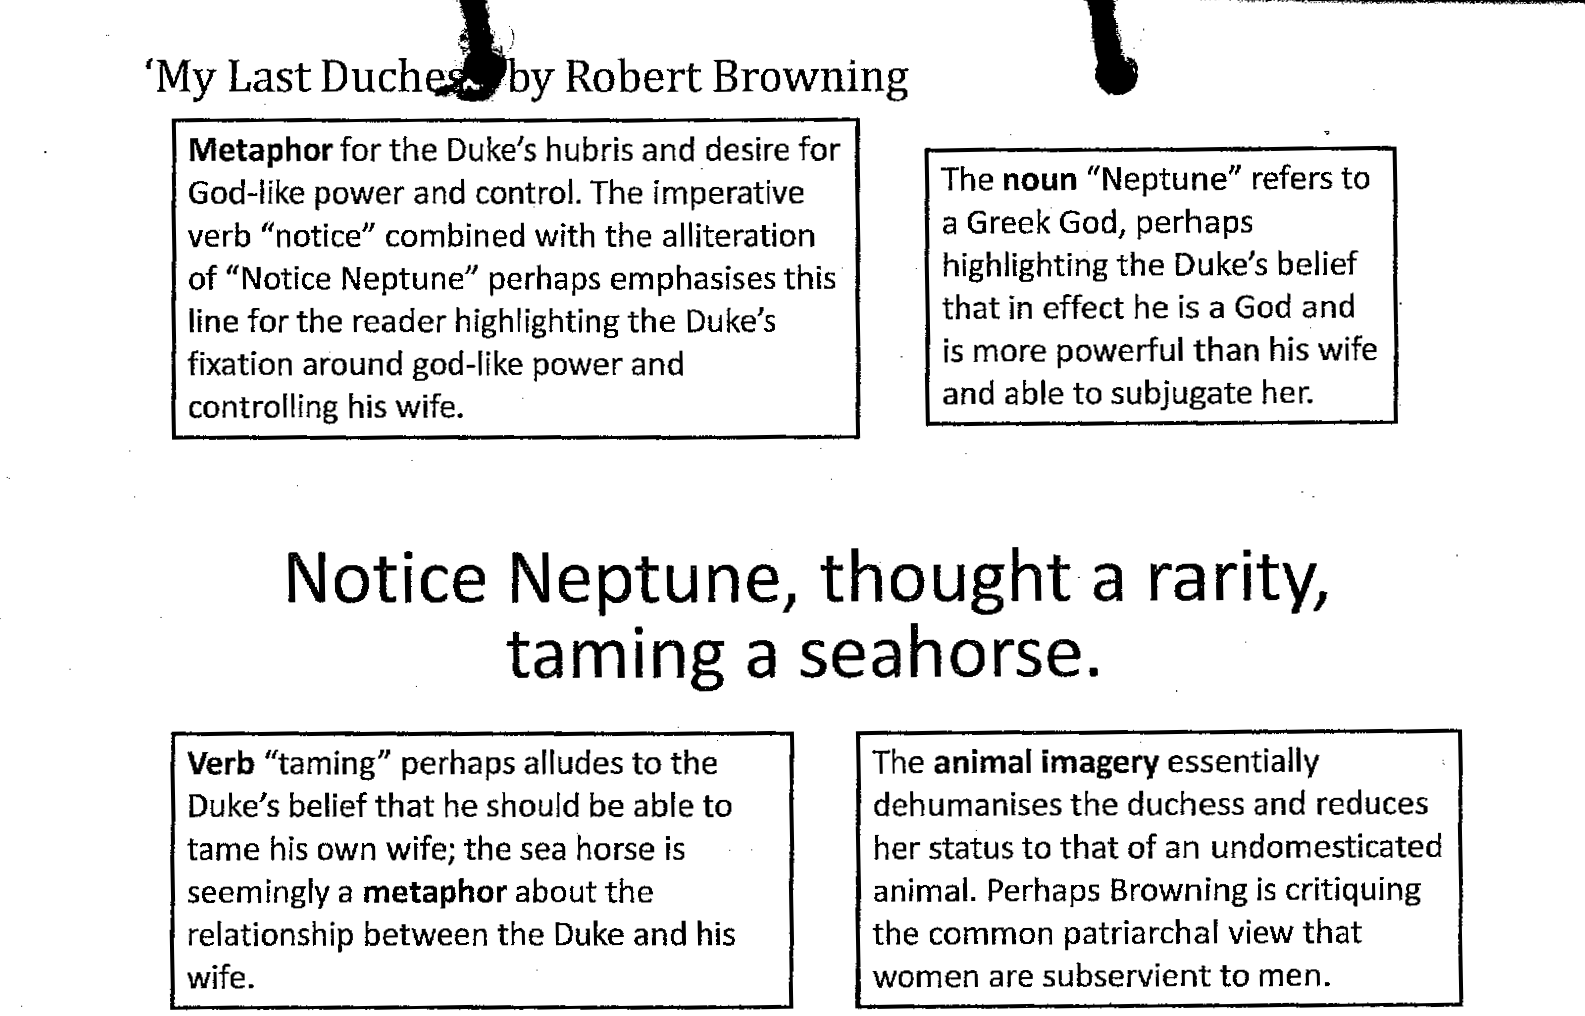 ‘My Last Duches by Robert Browning
Metaphor for the Duke’s hubris and desire for
God-like power and control. The imperative
verb “notice” combined with the alliteration
of “Notice Neptune” perhaps emphasises this
line for the reader highlighting the Duke’s
fixation around god-like power and
controlling his wife.
The noun “Neptune” refers to
a Greek God, perhaps
highlighting the Duke’s belief
that in effect he is a God and
is more powerful than his wife
and able to subjugate her.
Notice Neptune, thought a rarity,
taming a seahorse.
Verb “taming” perhaps alludes to the
Duke’s belief that he should be able to
tame his own wife; the sea horse is
seemingly a metaphor about the
relationship between the Duke and his
wife.
The animal imagery essentially
dehumanises the duchess and reduces
her status to that of an undomesticated
animal. Perhaps Browning is critiquing
the common patriarchal view that
women are subservient to men.